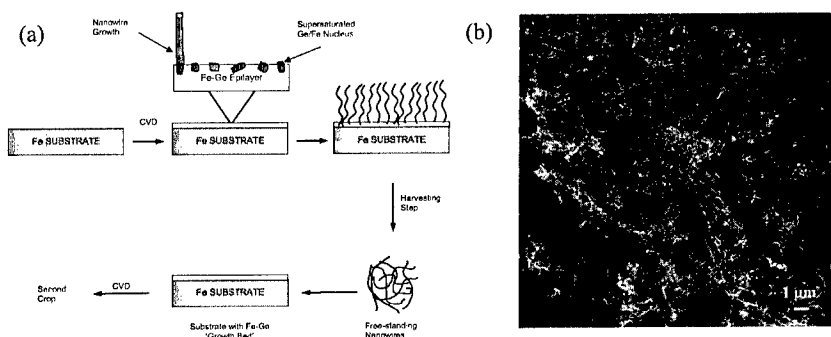 (a)
Nanowire
Growth
Supersaturated
Ge/Fe Nucleus
Fe-Ge Epilayer
CVD
Fe SUBSTRATE
Fe SUBSTRATE
Fe SUBSTRATE
Harvesting
Step
Second
Crop
CVD
Fe SUBSTRATE
Substrate with Fe-Ge
'Growth Bed'
Free-standing
Nanowires
(b)
1 μm